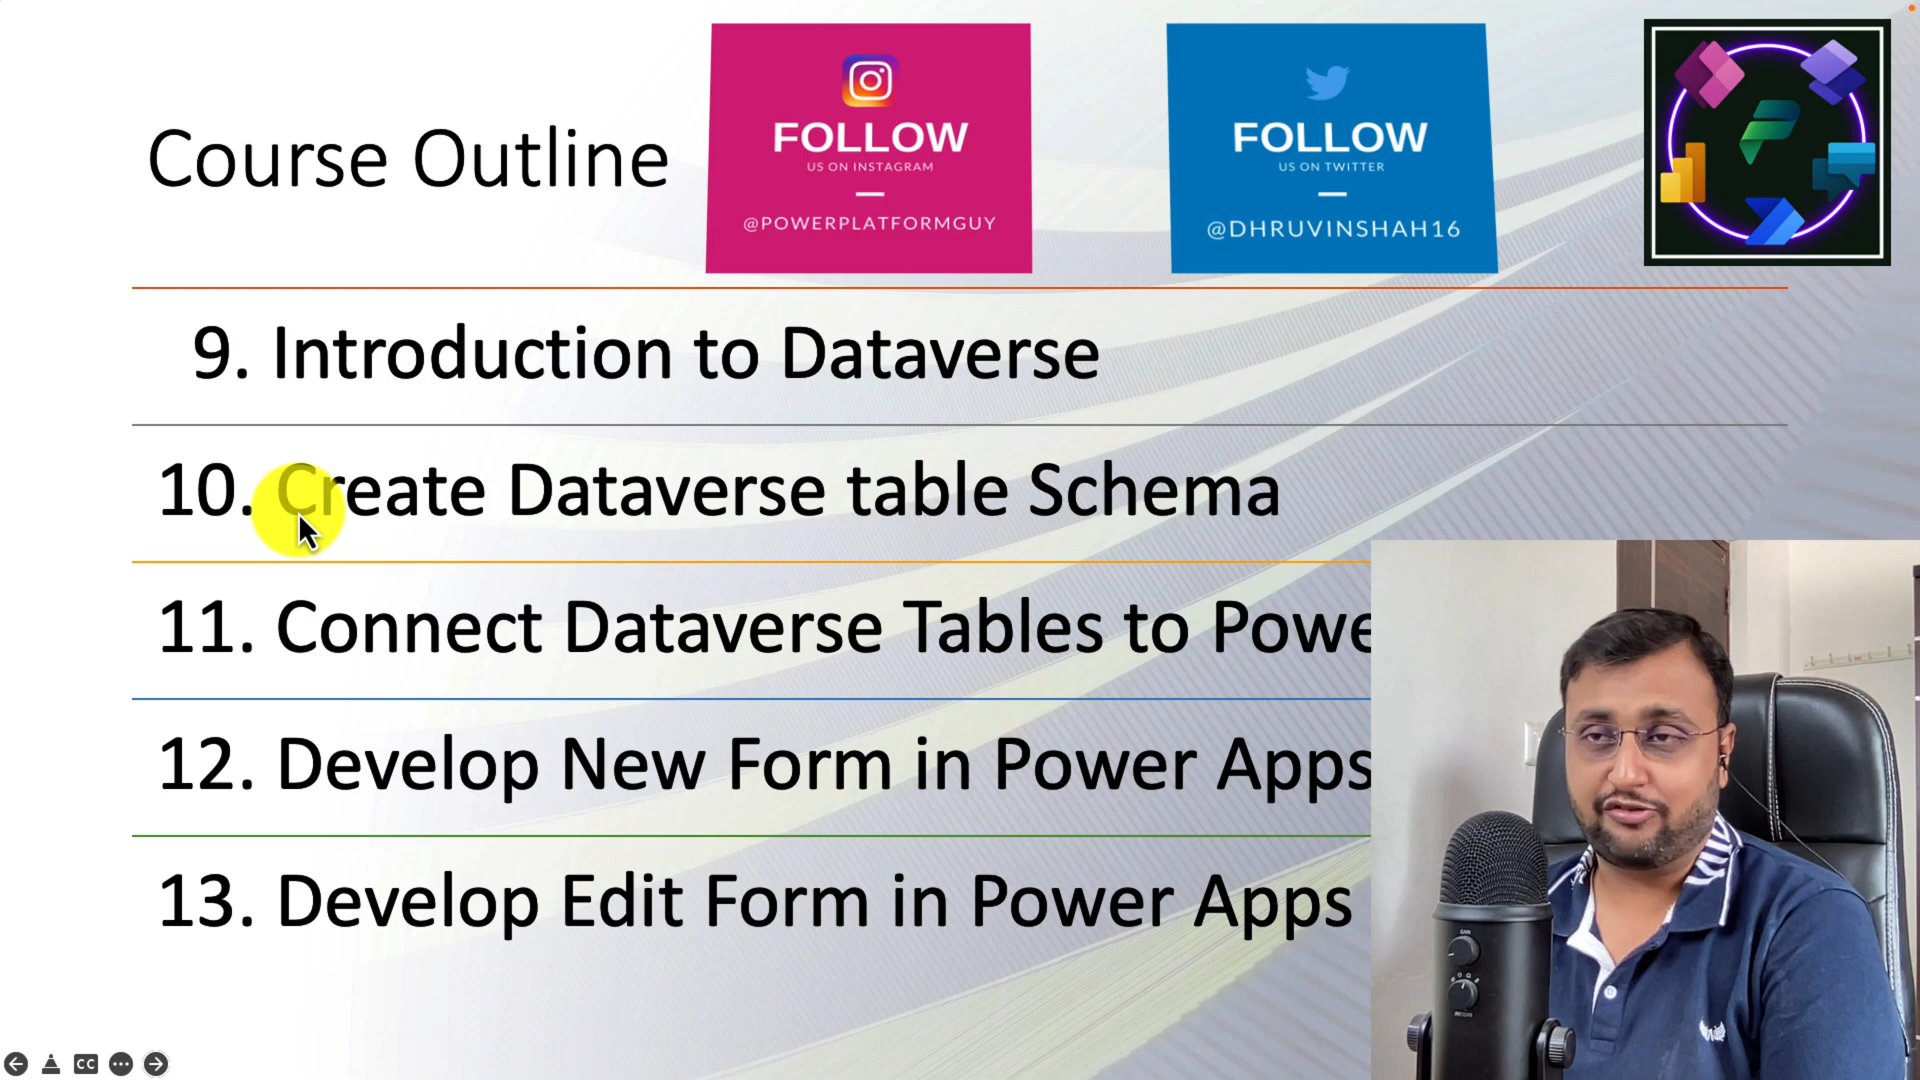 Course Outline
FOLLOW
US ON INSTAGRAM
@POWERPLATFORMGUY
FOLLOW
US ON TWITTER
@DHRUVINSHAH16
9. Introduction to Dataverse
10. Create Dataverse table Schema
11. Connect Dataverse Tables to Powe
12. Develop New Form in Power Apps
13. Develop Edit Form in Power Apps
GAIN
CC